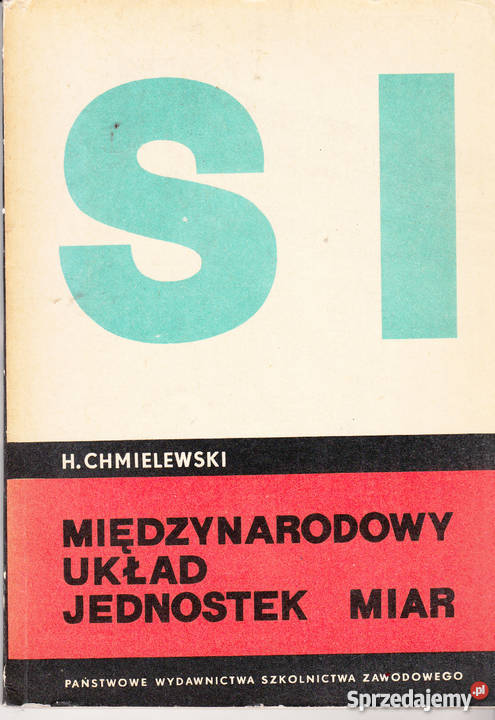 SI
H. CHMIELEWSKI
MIĘDZYNARODOWY
UKŁAD
JEDNOSTEK MIAR
PAŃSTWOWE WYDAWNICTWA SZKOLNICTWA ZAWODOWEGO
Sprzedajemy.pl